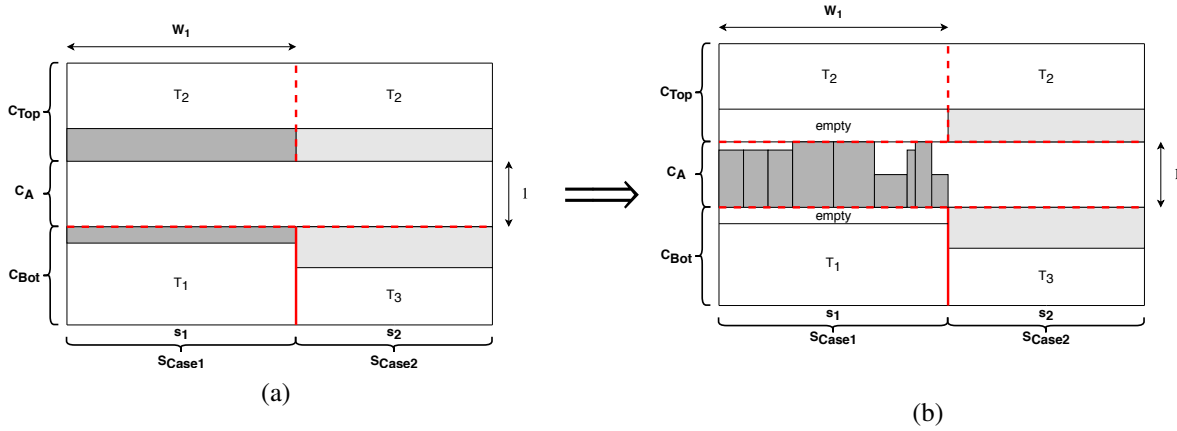 W1
CTop
T2
T2
CA
l
CBot
T1
T3
s1
s2
SCase1
SCase2
(a)
W1
CTop
T2
T2
empty
CA
l
empty
CBot
T1
T3
s1
s2
SCase1
SCase2
(b)